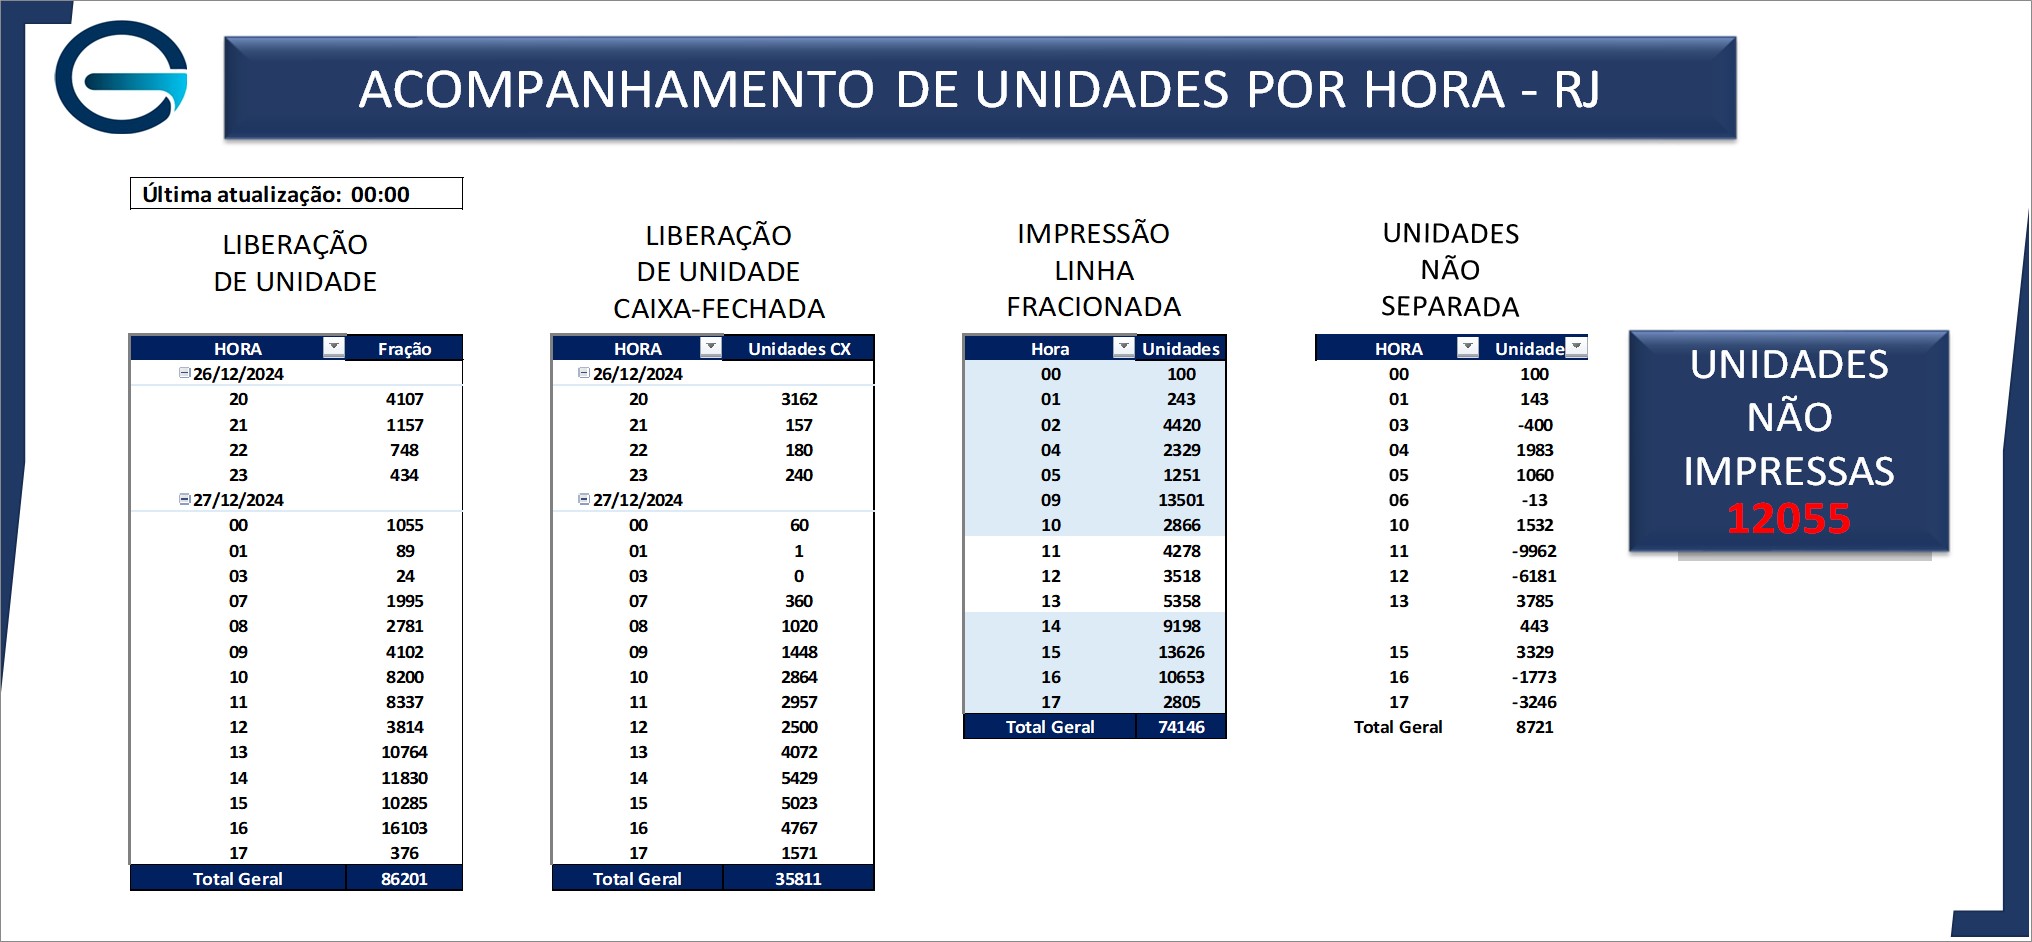 ACOMPANHAMENTO DE UNIDADES POR HORA - RJ
Última atualização: 00:00
LIBERAÇÃO
DE UNIDADE
HORA Fração
26/12/2024
20 4107
21 1157
22 748
23 434
27/12/2024
00 1055
01 89
03 24
07 1995
08 2781
09 4102
10 8200
11 8337
12 3814
13 10764
14 11830
15 10285
16 16103
17 376
Total Geral 86201
LIBERAÇÃO
DE UNIDADE
CAIXA-FECHADA
HORA Unidades CX
26/12/2024
20 3162
21 157
22 180
23 240
27/12/2024
00 60
01 1
03 0
07 360
08 1020
09 1448
10 2864
11 2957
12 2500
13 4072
14 5429
15 5023
16 4767
17 1571
Total Geral 35811
IMPRESSÃO
LINHA
FRACIONADA
Hora Unidades
00 100
01 243
02 4420
04 2329
05 1251
09 13501
10 2866
11 4278
12 3518
13 5358
14 9198
15 13626
16 10653
17 2805
Total Geral 74146
UNIDADES
NÃO
SEPARADA
HORA Unidade
00 100
01 143
03 -400
04 1983
05 1060
06 -13
10 1532
11 -9962
12 -6181
13 3785
443
15 3329
16 -1773
17 -3246
Total Geral 8721
UNIDADES
NÃO
IMPRESSAS
12055